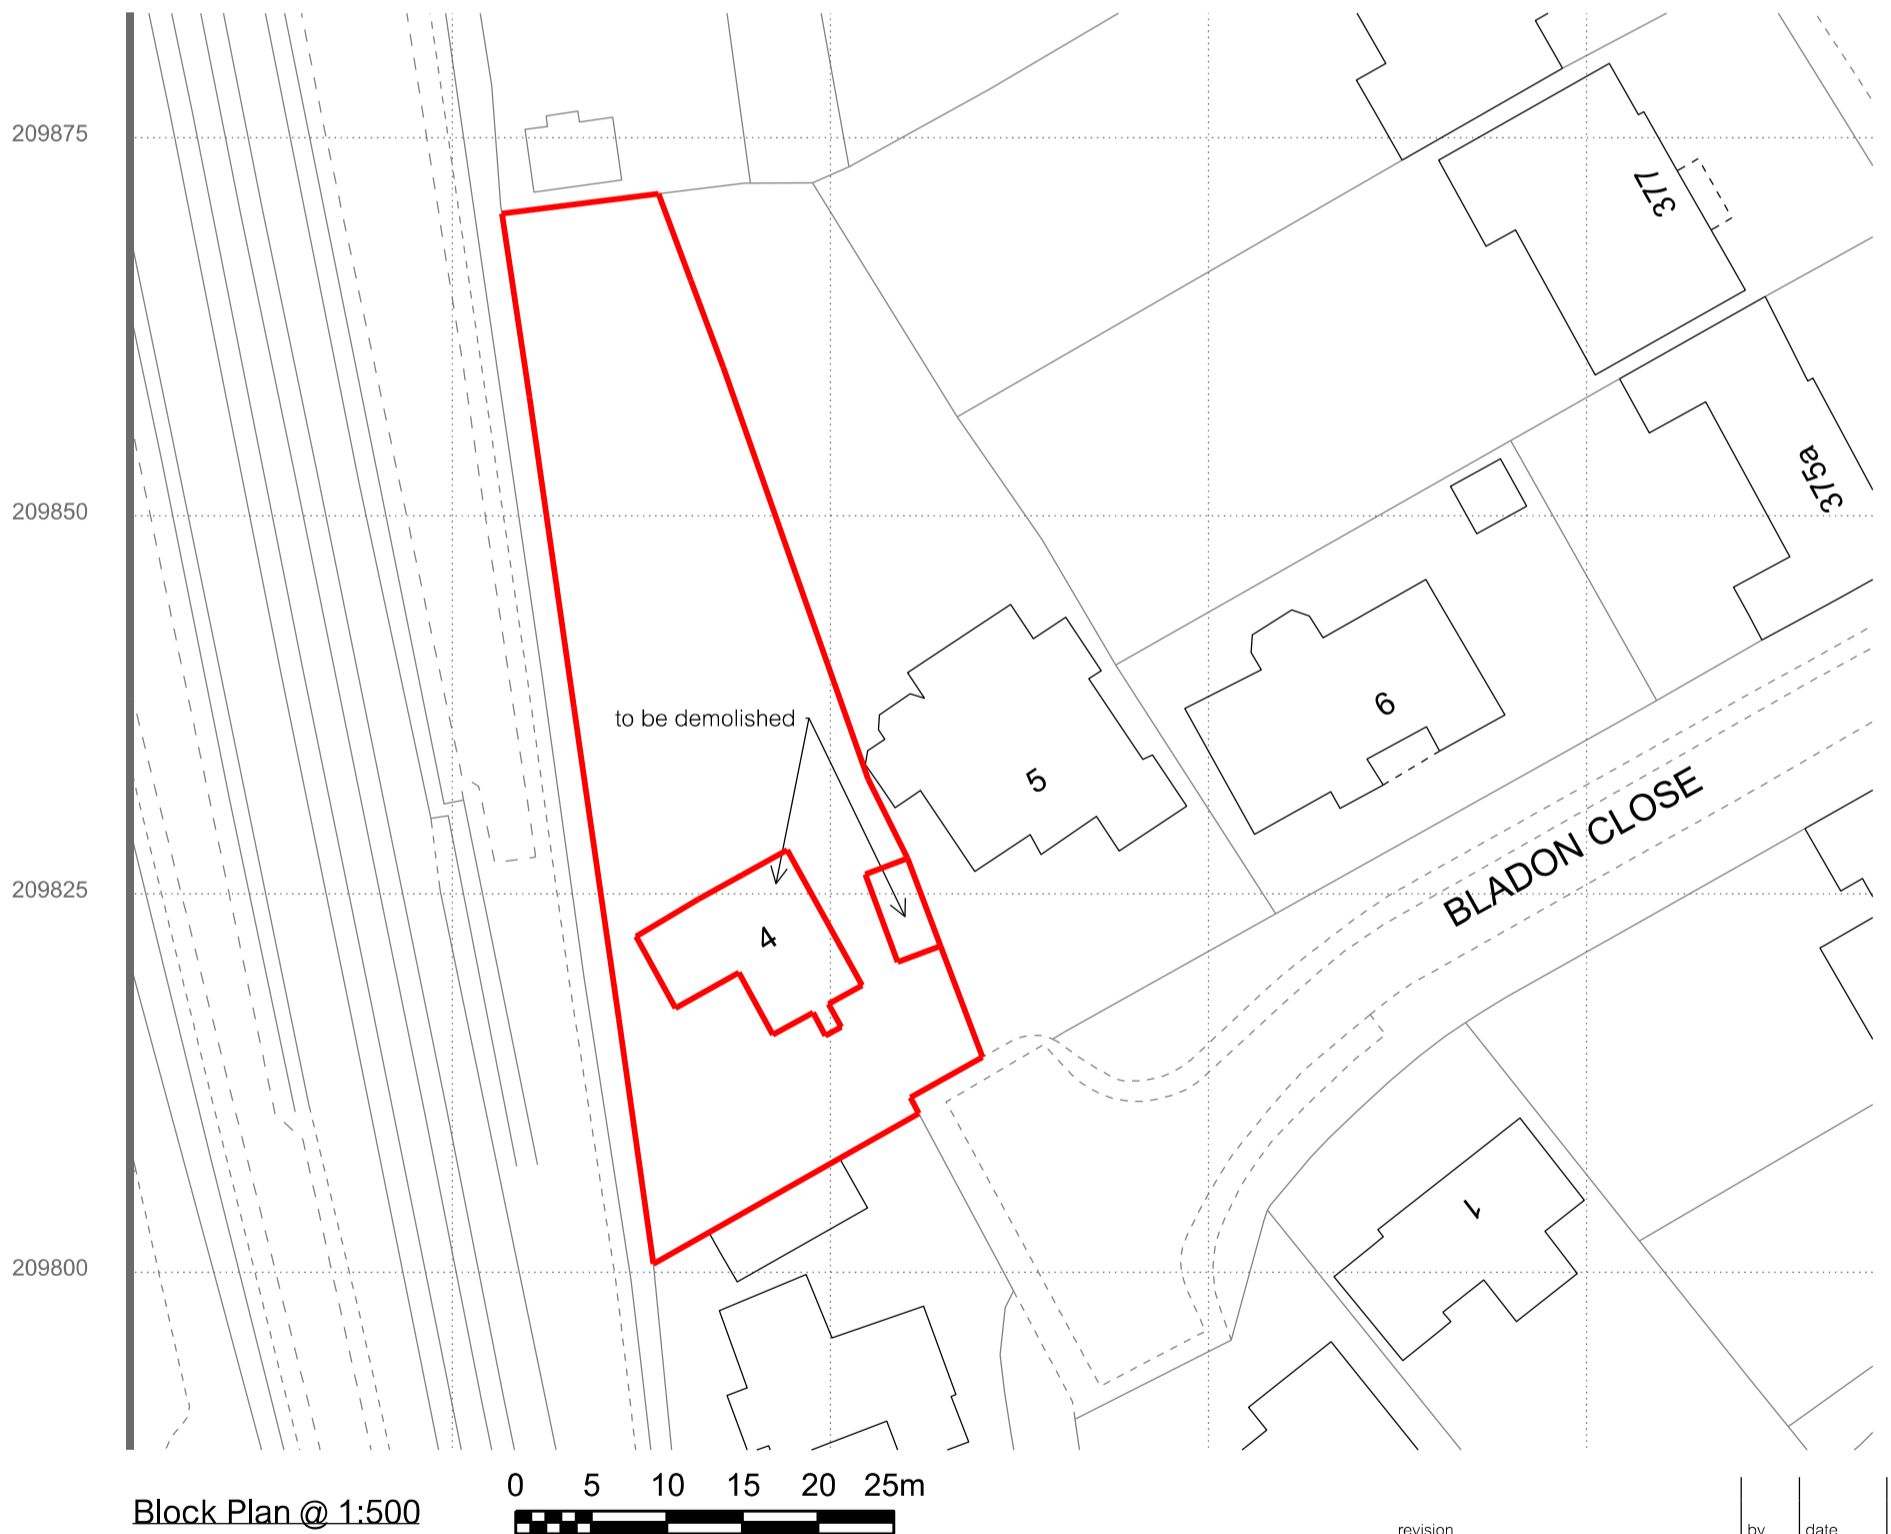 209875
377
375a
209850
6
to be demolished
5
BLADON CLOSE
209825
4
1
209800
0 5 10 15 20 25m
Block Plan @ 1:500
revision by date